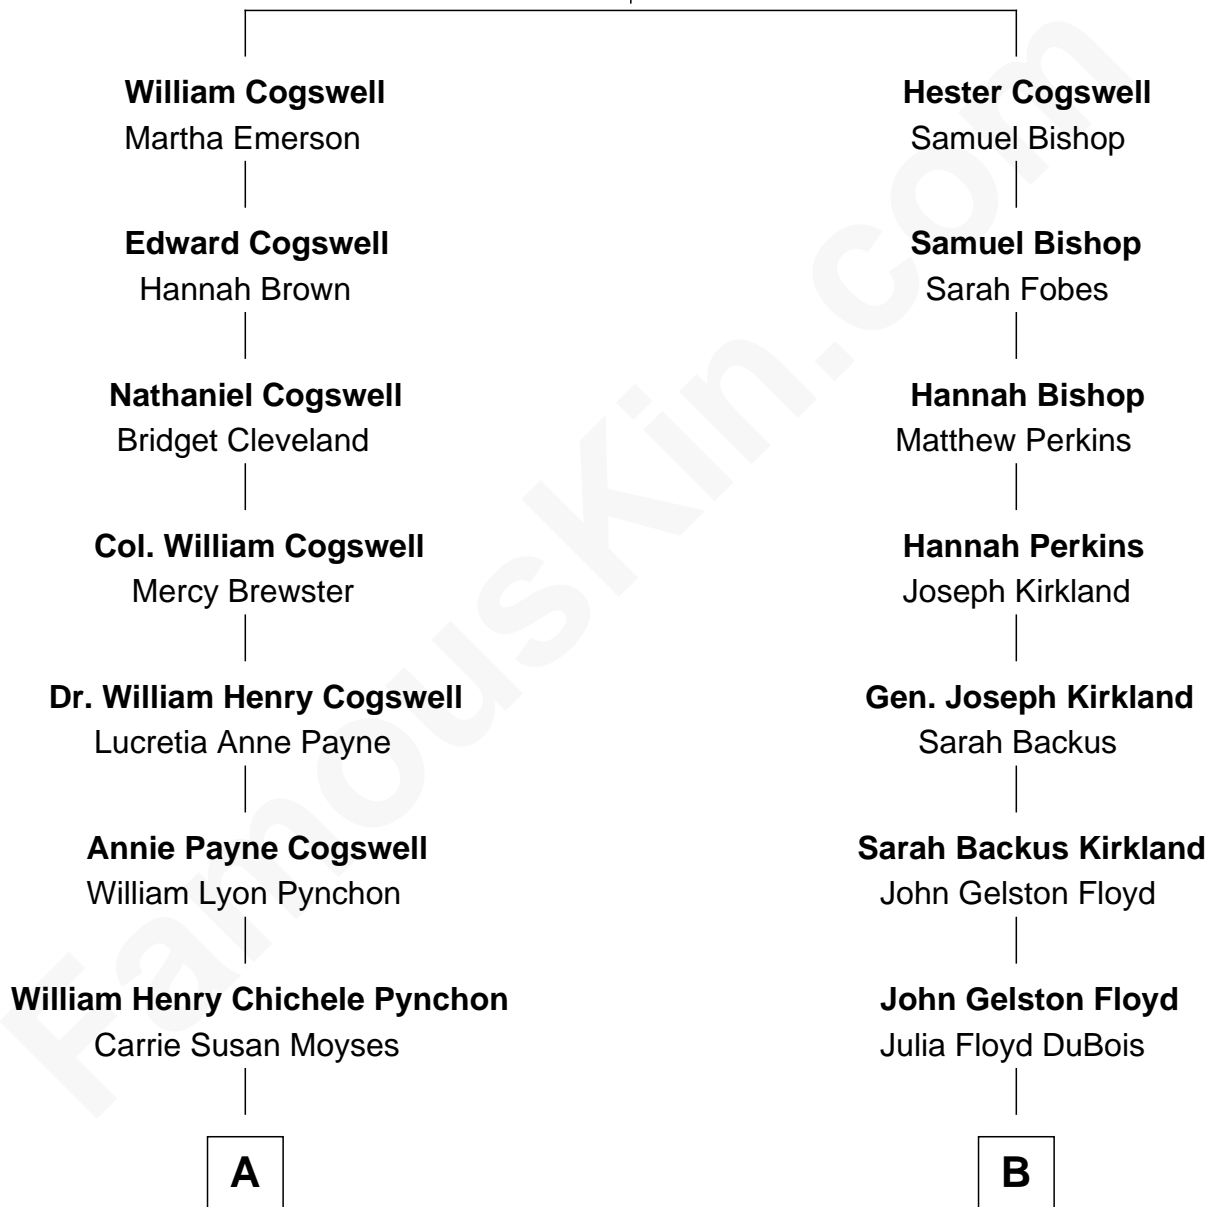 William Cogswell
Martha Emerson
Edward Cogswell
Hannah Brown
Nathaniel Cogswell
Bridget Cleveland
Col. William Cogswell
Mercy Brewster
Dr. William Henry Cogswell
Lucretia Anne Payne
Annie Payne Cogswell
William Lyon Pynchon
William Henry Chichele Pynchon
Carrie Susan Moyses
A
Hester Cogswell
Samuel Bishop
Samuel Bishop
Sarah Fobes
Hannah Bishop
Matthew Perkins
Hannah Perkins
Joseph Kirkland
Gen. Joseph Kirkland
Sarah Backus
Sarah Backus Kirkland
John Gelston Floyd
John Gelston Floyd
Julia Floyd DuBois
B
FamousKin.com